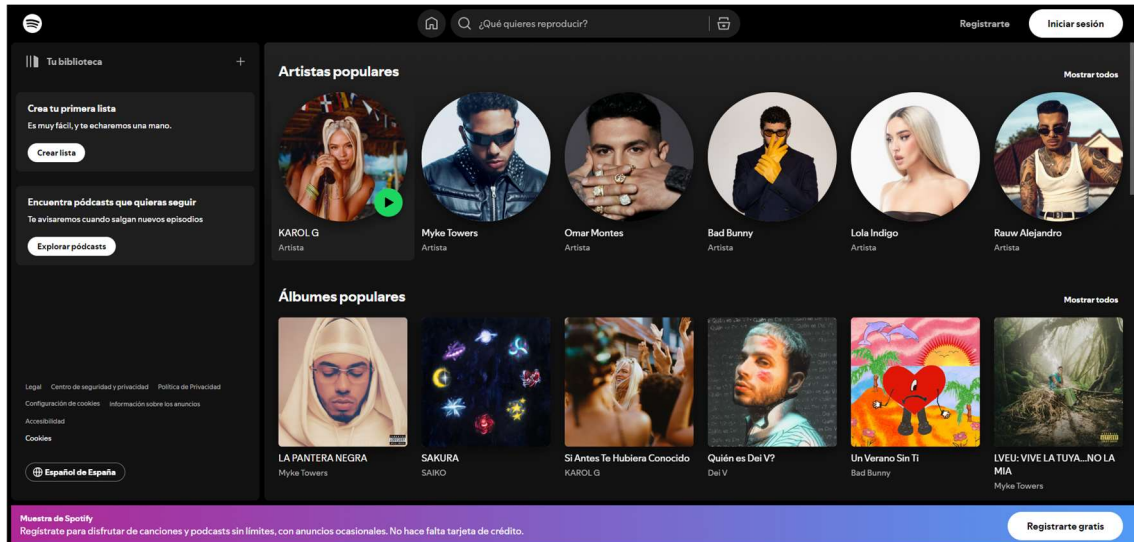 ¿Qué quieres reproducir?
Registrarte
Iniciar sesión
Tu biblioteca
Crea tu primera lista
Es muy fácil, y te echaremos una mano.
Crear lista
Encuentra pódcasts que quieras seguir
Te avisaremos cuando salgan nuevos episodios
Explorar pódcasts
Legal Centro de seguridad y privacidad Política de Privacidad
Configuración de cookies Información sobre los anuncios
Accesibilidad
Cookies
Español de España
Artistas populares
Mostrar todos
KAROL G
Artista
Myke Towers
Artista
Omar Montes
Artista
Bad Bunny
Artista
Lola Indigo
Artista
Rauw Alejandro
Artista
Álbumes populares
Mostrar todos
LA PANTERA NEGRA
Myke Towers
SAKURA
SAIKO
Si Antes Te Hubiera Conocido
KAROL G
Quién es Dei V?
Dei V
Un Verano Sin Ti
Bad Bunny
LVEU: VIVE LA TUYA...NO LA
MIA
Myke Towers
Muestra de Spotify
Regístrate para disfrutar de canciones y podcasts sin límites, con anuncios ocasionales. No hace falta tarjeta de crédito.
Registrarte gratis